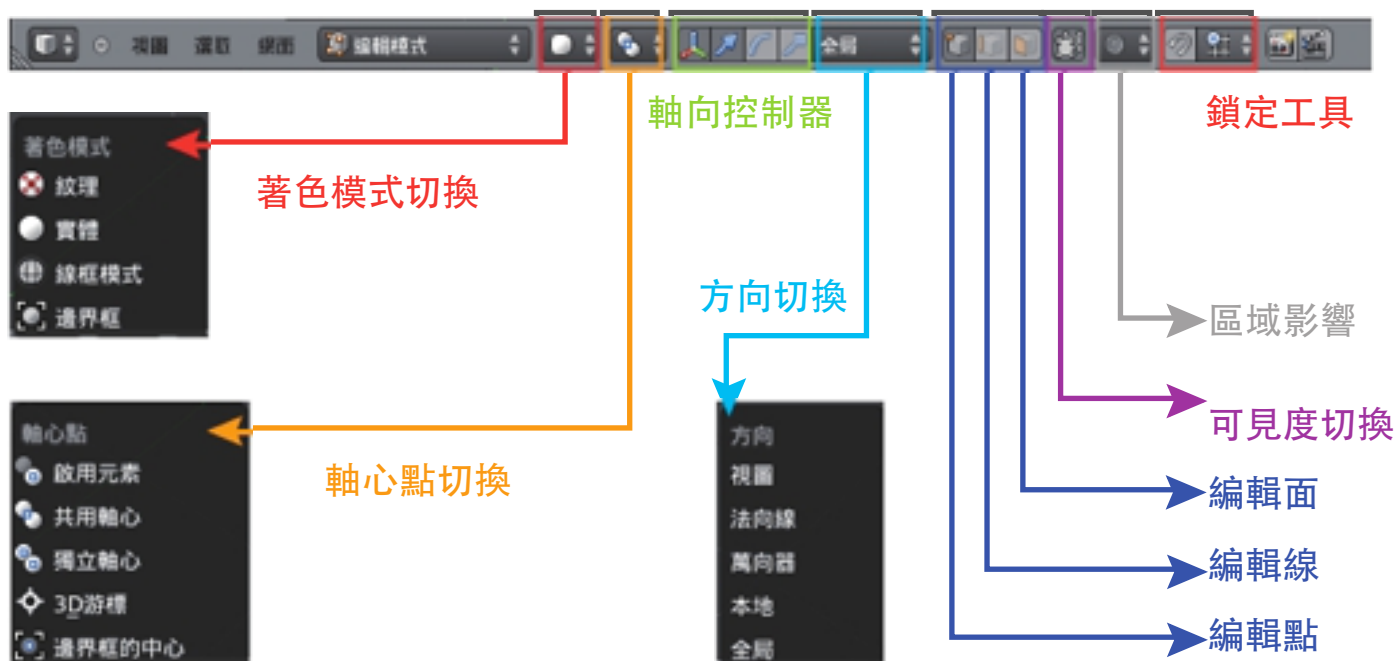 視圖 選取 網面 編輯模式 全局
軸向控制器
鎖定工具
著色模式
紋理
實體
線框模式
邊界框
著色模式切換
方向切換
區域影響
可見度切換
軸心點
啟用元素
共用軸心
獨立軸心
3D游標
邊界框的中心
軸心點切換
方向
視圖
法向線
萬向器
本地
全局
編輯面
編輯線
編輯點